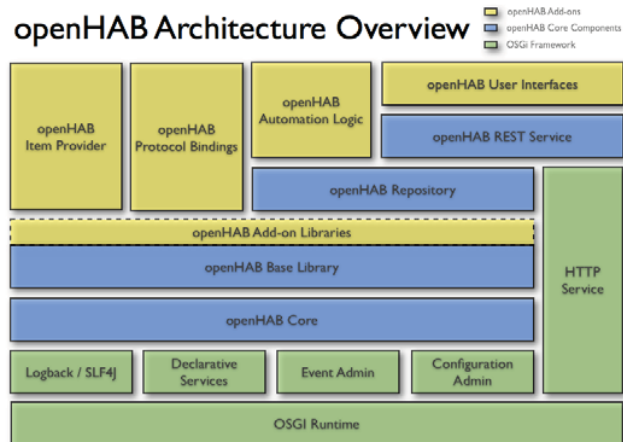 openHAB Architecture Overview
openHAB Add-ons
openHAB Core Components
OSGi Framework
openHAB
Item Provider
openHAB
Protocol Bindings
openHAB
Automation Logic
openHAB User Interfaces
openHAB REST Service
openHAB Repository
openHAB Add-on Libraries
openHAB Base Library
HTTP
Service
openHAB Core
Logback / SLF4J
Declarative
Services
Event Admin
Configuration
Admin
OSGI Runtime